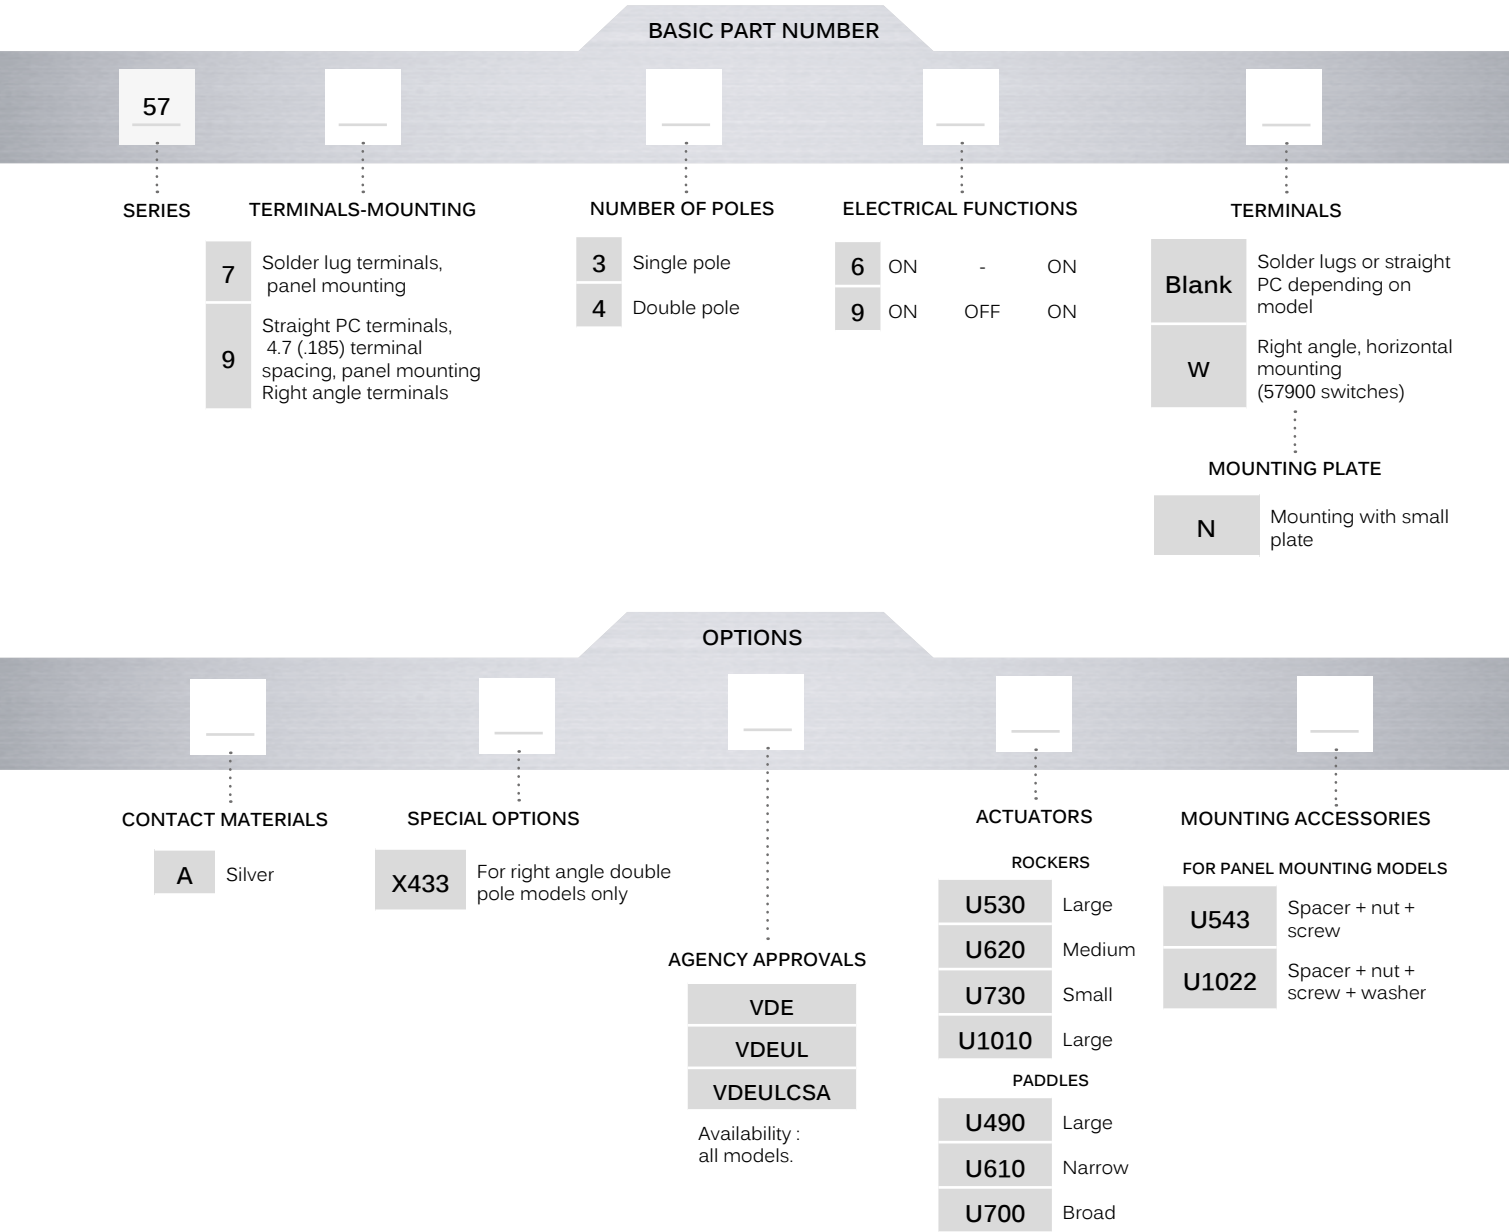 BASIC PART NUMBER
57
SERIES
TERMINALS-MOUNTING
7
Solder lug terminals,
panel mounting
9
Straight PC terminals,
4.7 (.185) terminal
spacing, panel mounting
Right angle terminals
NUMBER OF POLES
3 Single pole
4 Double pole
ELECTRICAL FUNCTIONS
6 ON - ON
9 ON OFF ON
TERMINALS
Blank
Solder lugs or straight
PC depending on
model
W
Right angle, horizontal
mounting
(57900 switches)
MOUNTING PLATE
N
Mounting with small
plate
OPTIONS
CONTACT MATERIALS
A Silver
SPECIAL OPTIONS
X433
For right angle double
pole models only
AGENCY APPROVALS
VDE
VDEUL
VDEULCSA
Availability :
all models.
ACTUATORS
ROCKERS
U530 Large
U620 Medium
U730 Small
U1010 Large
PADDLES
U490 Large
U610 Narrow
U700 Broad
MOUNTING ACCESSORIES
FOR PANEL MOUNTING MODELS
U543
Spacer + nut +
screw
U1022
Spacer + nut +
screw + washer